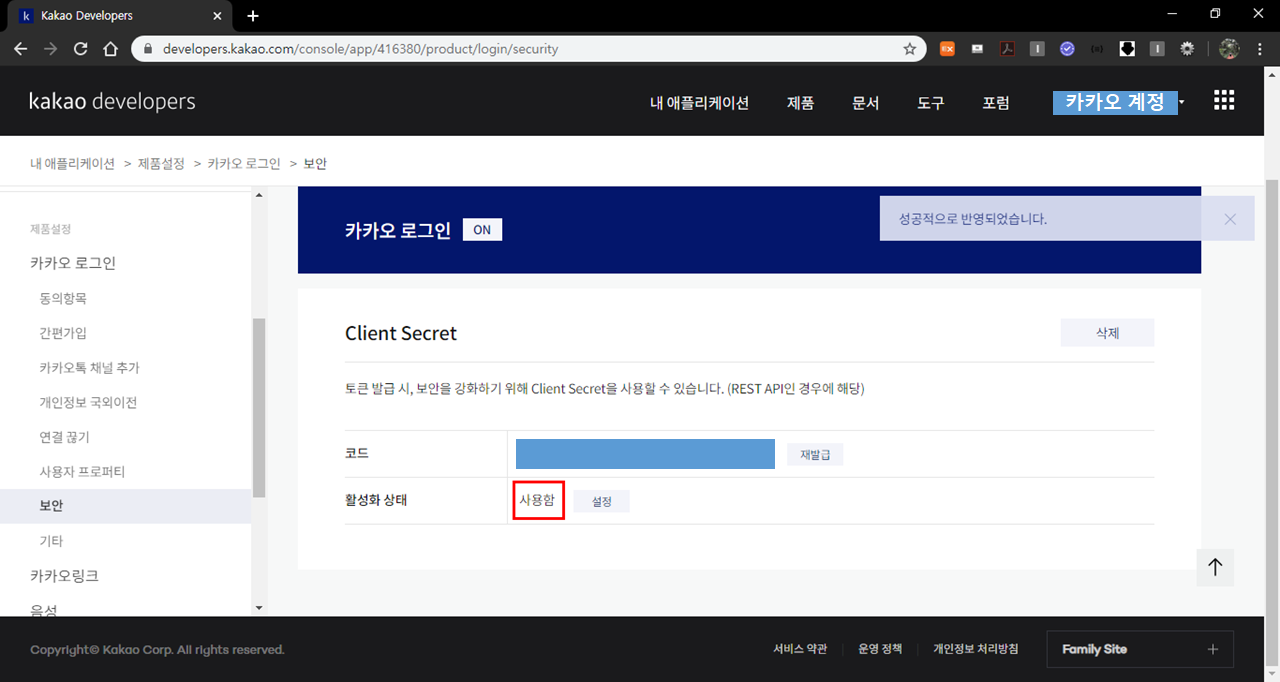 Kakao Developers
developers.kakao.com/console/app/416380/product/login/security
kakao developers
내 애플리케이션 제품 문서 도구 포럼 카카오 계정
내 애플리케이션 > 제품설정 > 카카오 로그인 > 보안
제품설정
카카오 로그인
동의항목
간편가입
카카오톡 채널 추가
개인정보 국외이전
연결 끊기
사용자 프로퍼티
보안
기타
카카오링크
음성
카카오 로그인 ON
성공적으로 반영되었습니다.
Client Secret
삭제
토큰 발급 시, 보안을 강화하기 위해 Client Secret을 사용할 수 있습니다. (REST API인 경우에 해당)
코드 재발급
활성화 상태 사용함 설정
Copyright© Kakao Corp. All rights reserved.
서비스 약관 운영 정책 개인정보 처리방침 Family Site